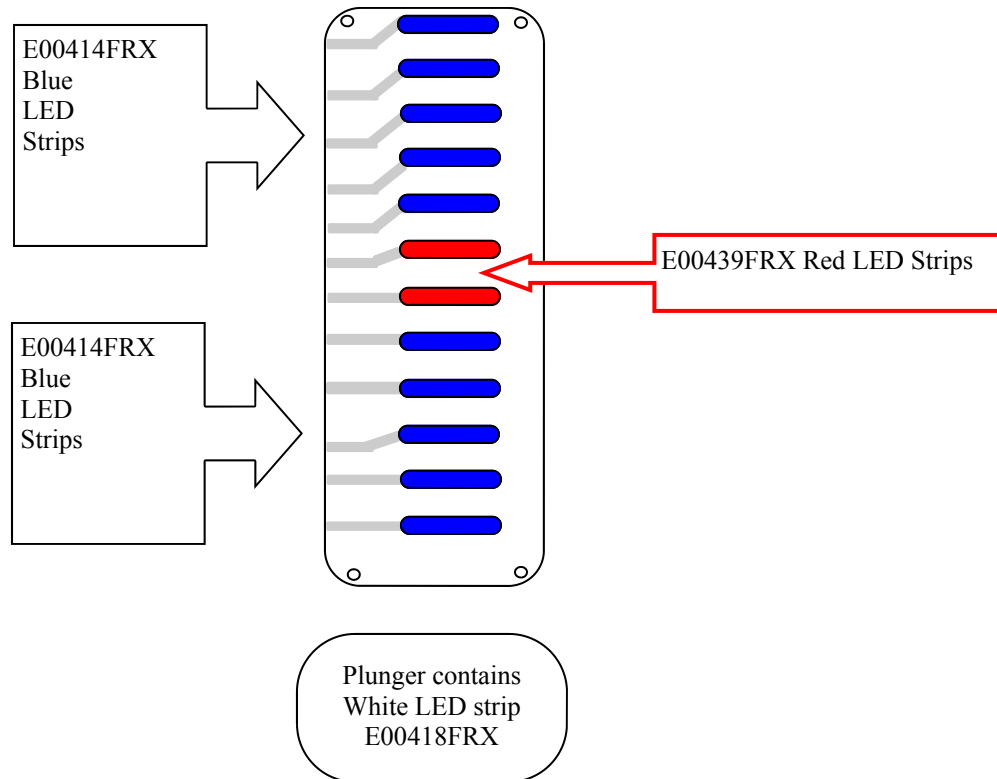 E00414FRX
Blue
LED
Strips
E00439FRX Red LED Strips
E00414FRX
Blue
LED
Strips
Plunger contains
White LED strip
E00418FRX